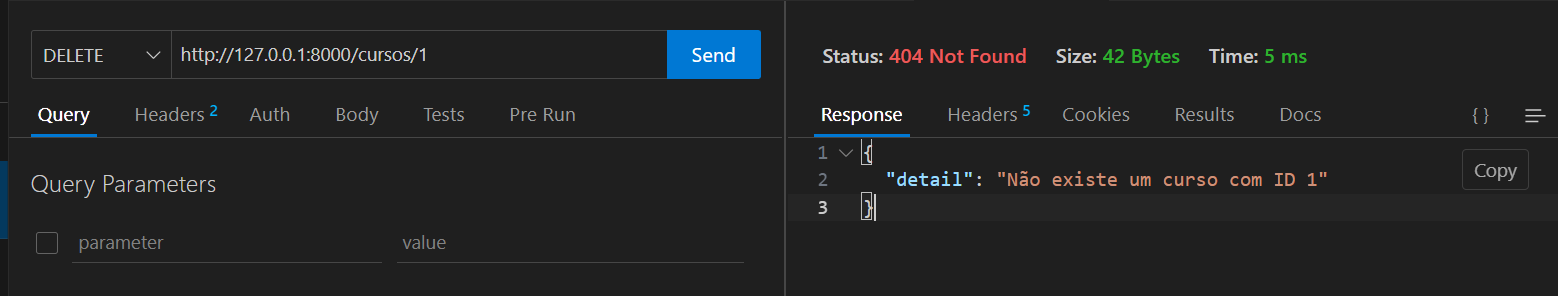 DELETE http://127.0.0.1:8000/cursos/1 Send
Query Headers 2 Auth Body Tests Pre Run
Query Parameters
parameter value
Status: 404 Not Found Size: 42 Bytes Time: 5 ms
Response Headers 5 Cookies Results Docs { }
1 {
2 "detail": "Não existe um curso com ID 1"
3 }
Copy